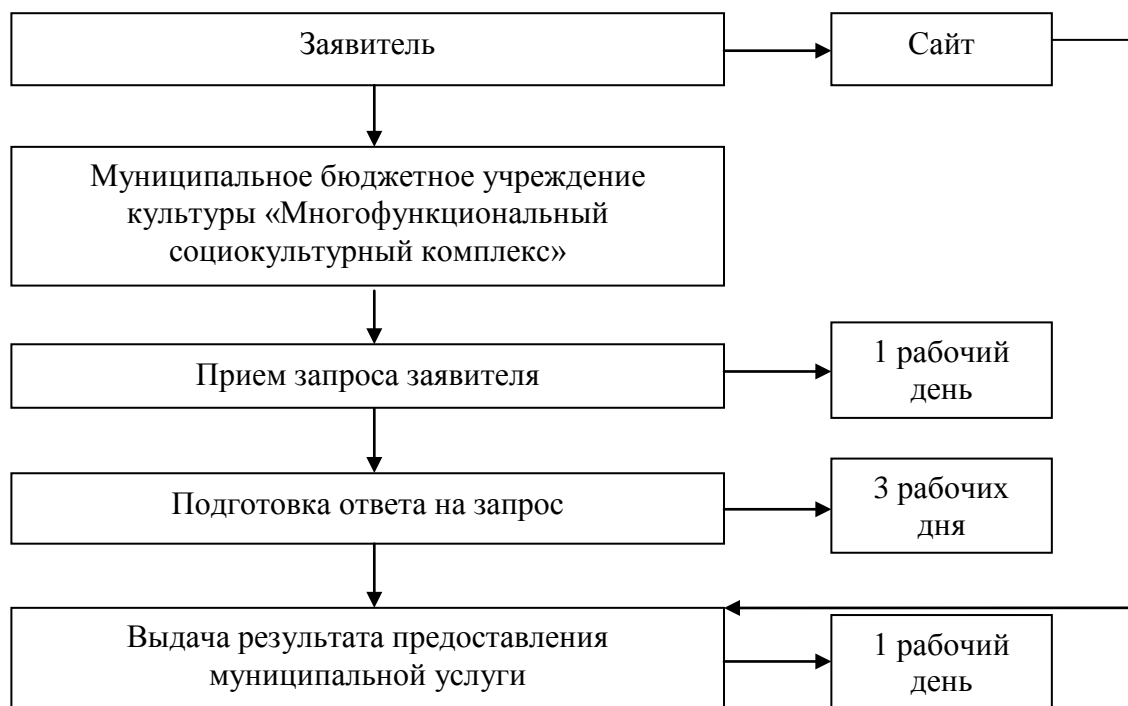 Заявитель
Сайт
Муниципальное бюджетное учреждение
культуры «Многофункциональный
социокультурный комплекс»
Прием запроса заявителя
1 рабочий
день
Подготовка ответа на запрос
3 рабочих
дня
Выдача результата предоставления
муниципальной услуги
1 рабочий
день